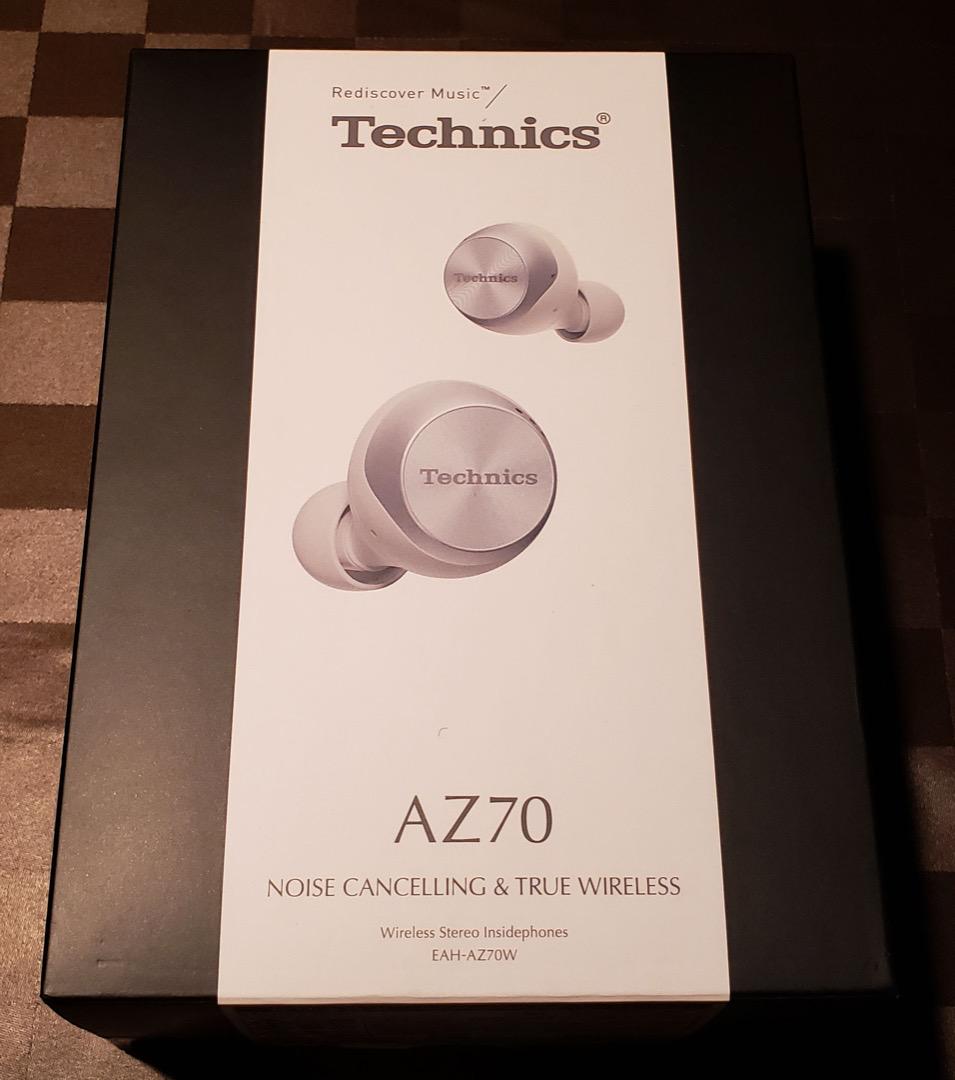 Rediscover Music™
Technics®
Technics
Technics
AZ70
NOISE CANCELLING & TRUE WIRELESS
Wireless Stereo Insidephones
EAH-AZ70W